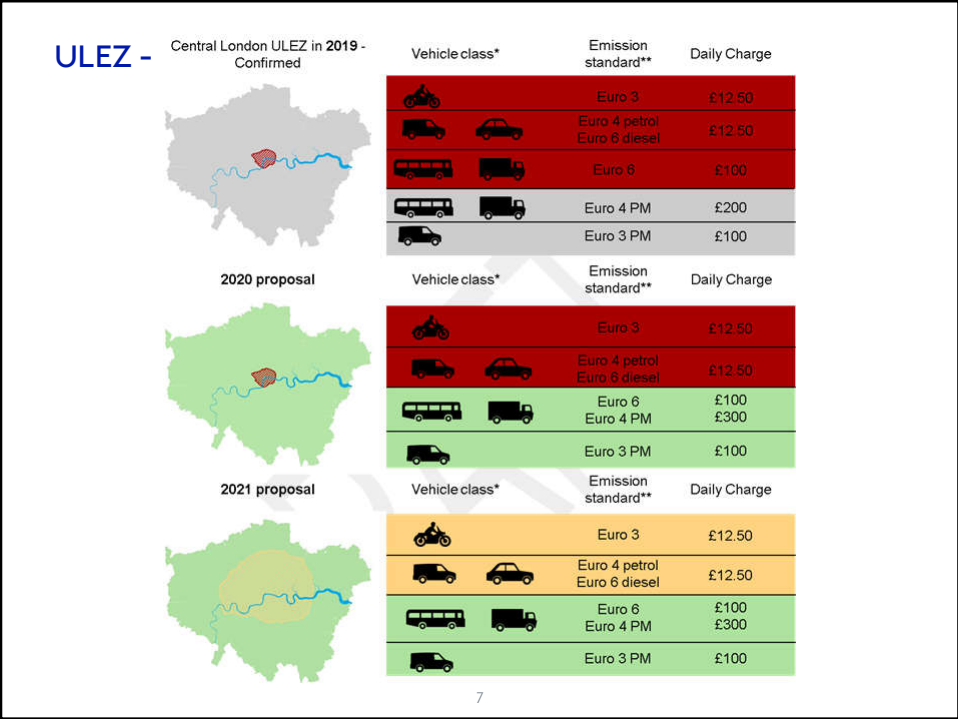 ULEZ -
Central London ULEZ in 2019 -
Confirmed
Vehicle class*
Emission
standard**
Daily Charge
Euro 3
£12.50
Euro 4 petrol
Euro 6 diesel
£12.50
Euro 6
£100
Euro 4 PM
£200
Euro 3 PM
£100
2020 proposal
Vehicle class*
Emission
standard**
Daily Charge
Euro 3
£12.50
Euro 4 petrol
Euro 6 diesel
£12.50
Euro 6
£100
Euro 4 PM
£300
Euro 3 PM
£100
2021 proposal
Vehicle class*
Emission
standard**
Daily Charge
Euro 3
£12.50
Euro 4 petrol
Euro 6 diesel
£12.50
Euro 6
£100
Euro 4 PM
£300
Euro 3 PM
£100
7